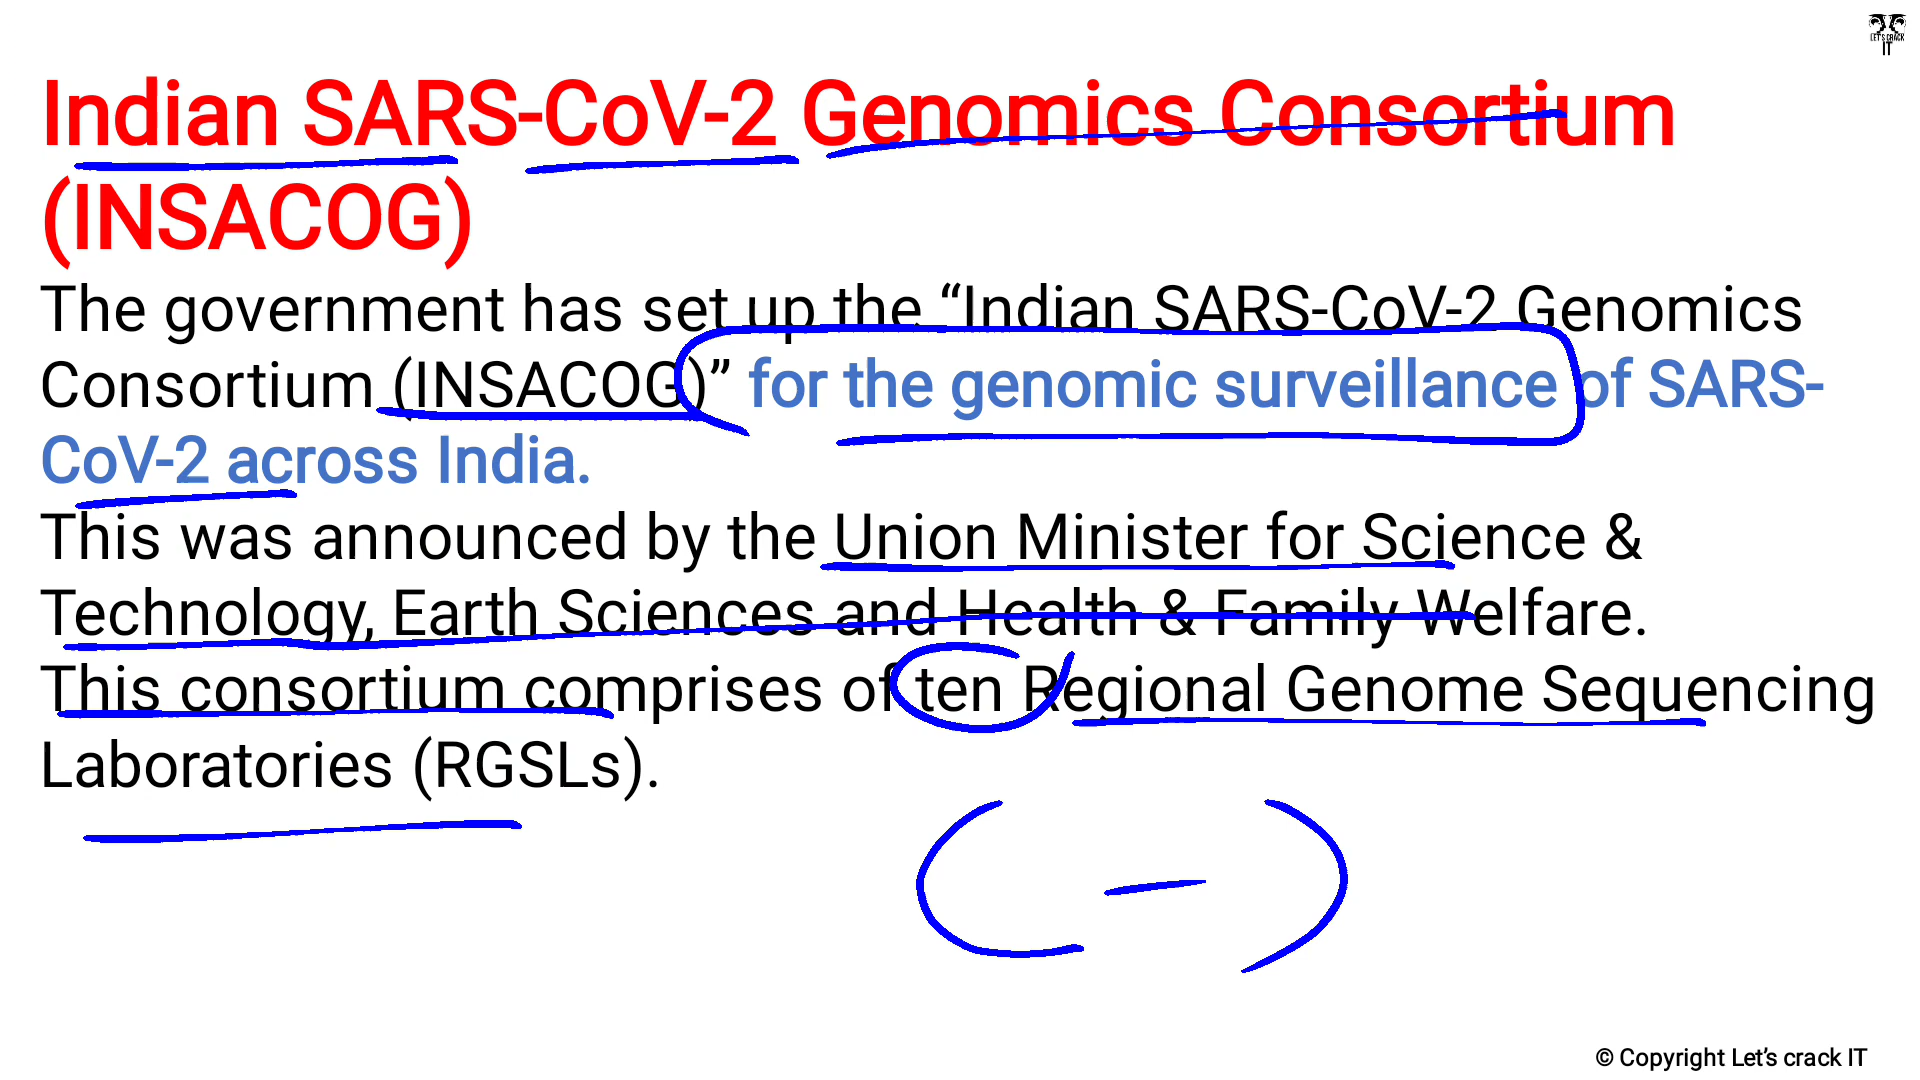 LET'S CRACK
IT
Indian SARS-CoV-2 Genomics Consortium
(INSACOG)
The government has set up the “Indian SARS-CoV-2 Genomics
Consortium (INSACOG)” for the genomic surveillance of SARS-
CoV-2 across India.
This was announced by the Union Minister for Science &
Technology, Earth Sciences and Health & Family Welfare.
This consortium comprises of ten Regional Genome Sequencing
Laboratories (RGSLs).
© Copyright Let's crack IT